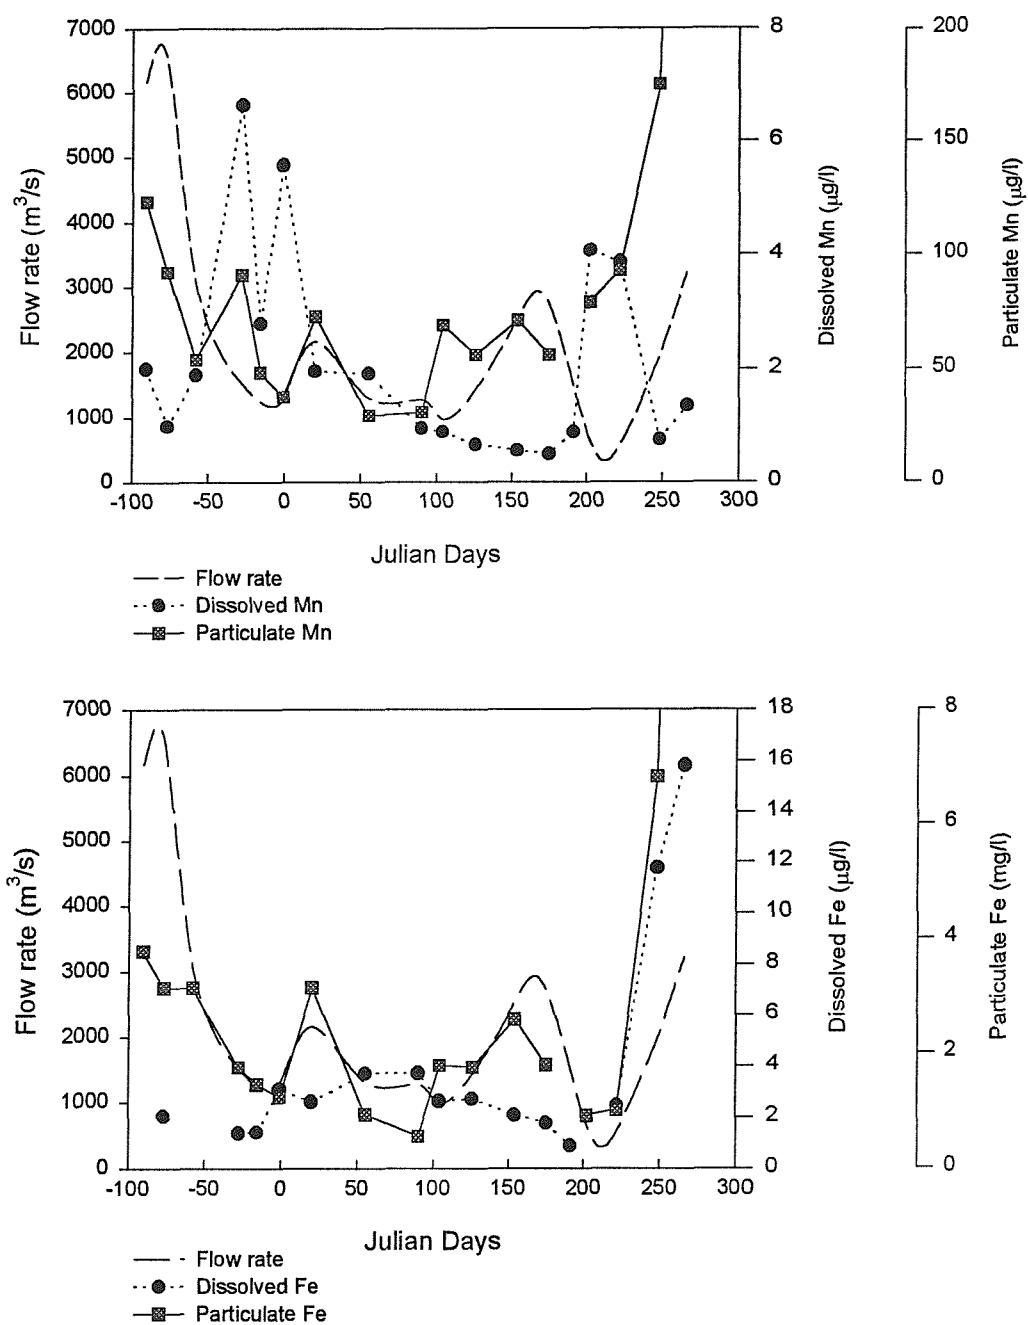 7000
6000
5000
4000
3000
2000
1000
0
Flow rate (m³/s)
8
6
4
2
0
Dissolved Mn (µg/l)
200
150
100
50
0
Particulate Mn (µg/l)
-100 -50 0 50 100 150 200 250 300
Julian Days
Flow rate
Dissolved Mn
Particulate Mn
7000
6000
5000
4000
3000
2000
1000
0
Flow rate (m³/s)
18
16
14
12
10
8
6
4
2
0
Dissolved Fe (µg/l)
8
6
4
2
0
Particulate Fe (mg/l)
-100 -50 0 50 100 150 200 250 300
Julian Days
Flow rate
Dissolved Fe
Particulate Fe